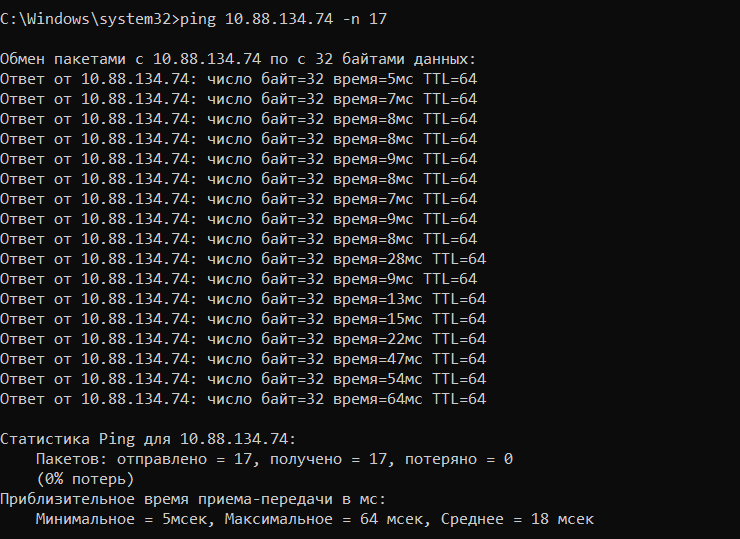 C:\Windows\system32>ping 10.88.134.74 -n 17
Обмен пакетами с 10.88.134.74 по с 32 байтами данных:
Ответ от 10.88.134.74: число байт=32 время=5мс TTL=64
Ответ от 10.88.134.74: число байт=32 время=7мс TTL=64
Ответ от 10.88.134.74: число байт=32 время=8мс TTL=64
Ответ от 10.88.134.74: число байт=32 время=8мс TTL=64
Ответ от 10.88.134.74: число байт=32 время=9мс TTL=64
Ответ от 10.88.134.74: число байт=32 время=8мс TTL=64
Ответ от 10.88.134.74: число байт=32 время=7мс TTL=64
Ответ от 10.88.134.74: число байт=32 время=9мс TTL=64
Ответ от 10.88.134.74: число байт=32 время=8мс TTL=64
Ответ от 10.88.134.74: число байт=32 время=28мс TTL=64
Ответ от 10.88.134.74: число байт=32 время=9мс TTL=64
Ответ от 10.88.134.74: число байт=32 время=13мс TTL=64
Ответ от 10.88.134.74: число байт=32 время=15мс TTL=64
Ответ от 10.88.134.74: число байт=32 время=22мс TTL=64
Ответ от 10.88.134.74: число байт=32 время=47мс TTL=64
Ответ от 10.88.134.74: число байт=32 время=54мс TTL=64
Ответ от 10.88.134.74: число байт=32 время=64мс TTL=64
Статистика Ping для 10.88.134.74:
Пакетов: отправлено = 17, получено = 17, потеряно = 0
(0% потерь)
Приблизительное время приема-передачи в мс:
Минимальное = 5мсек, Максимальное = 64 мсек, Среднее = 18 мсек